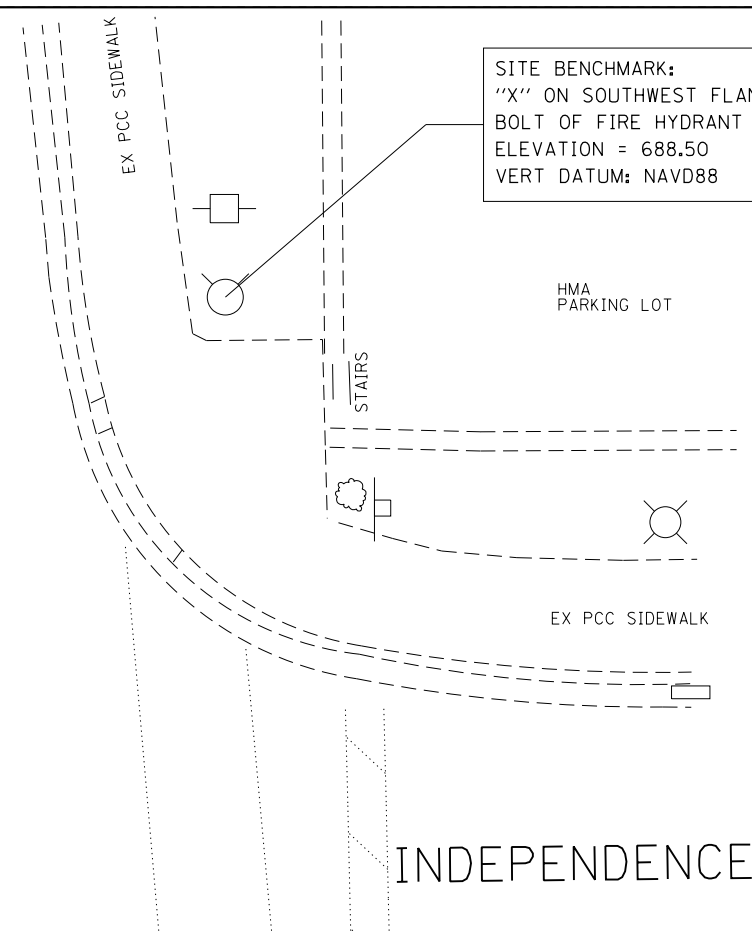 EX PCC SIDEWALK
SITE BENCHMARK:
"X" ON SOUTHWEST
BOLT OF FIRE HYDRANT
ELEVATION = 688.50
VERT DATUM: NAVD88
HMA
PARKING LOT
STAIRS
EX PCC SIDEWALK
INDEPENDENCE